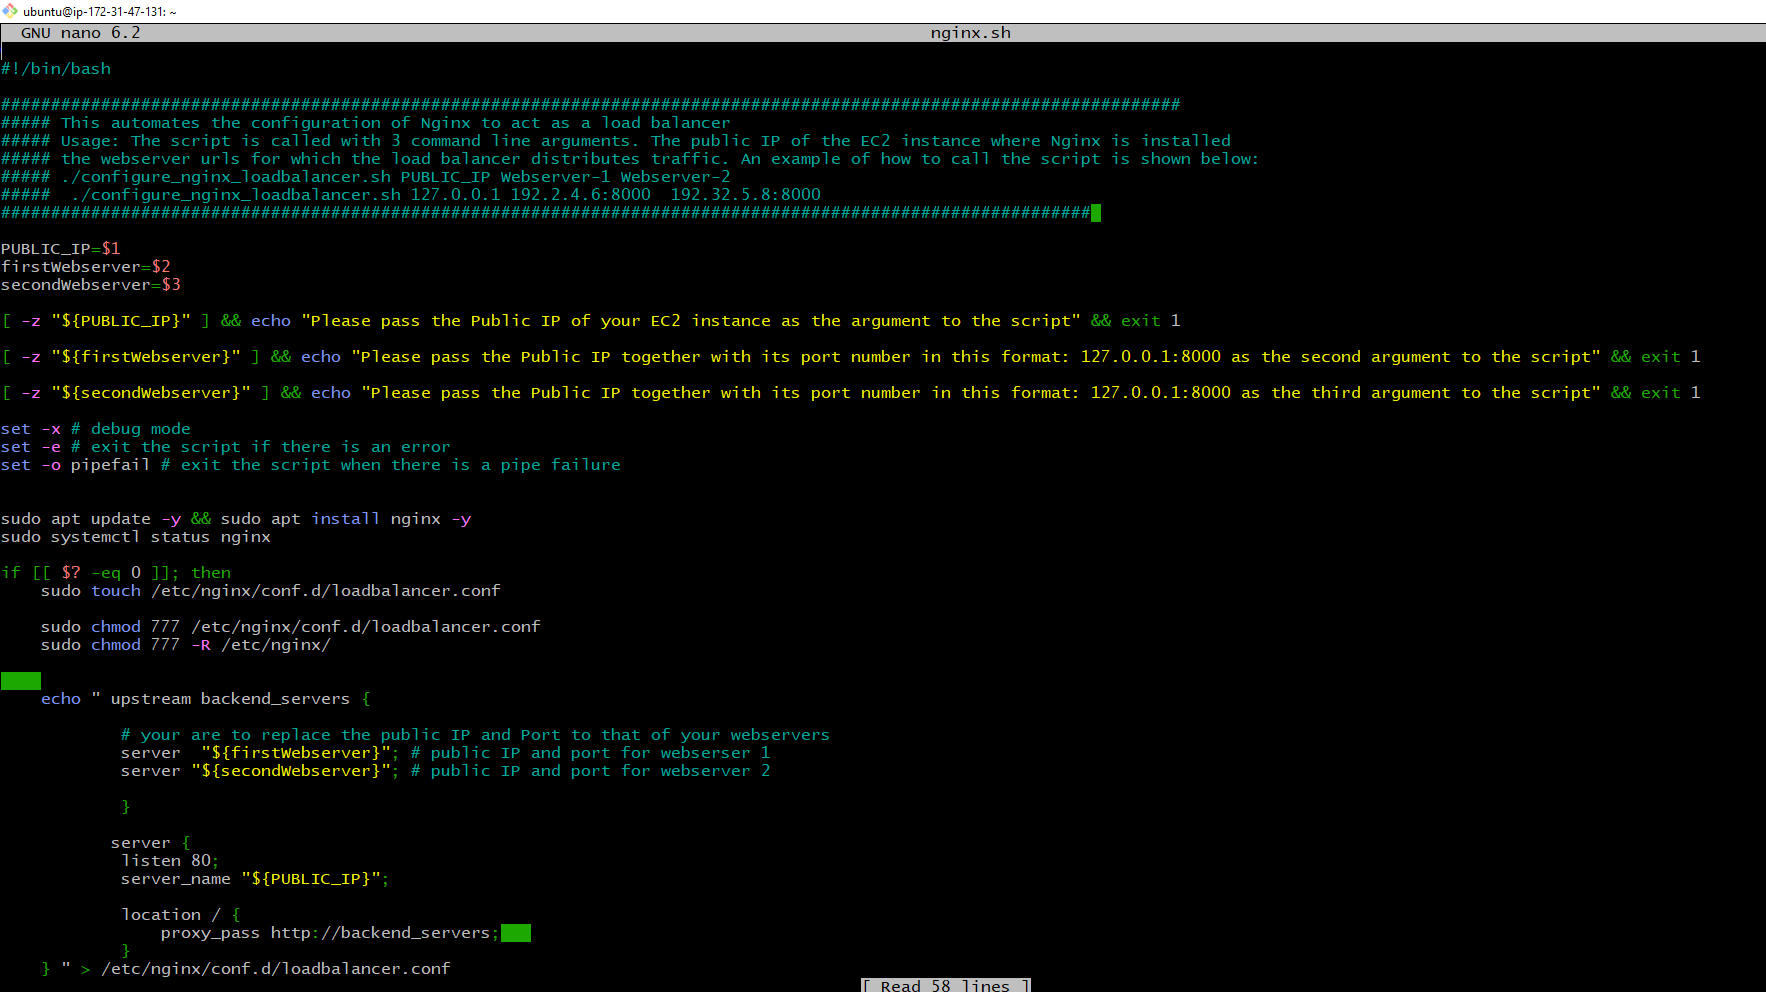 ubuntu@ip-172-31-47-131: ~
GNU nano 6.2 nginx.sh
#!/bin/bash
######################################################################################################################
##### This automates the configuration of Nginx to act as a load balancer
##### Usage: The script is called with 3 command line arguments. The public IP of the EC2 instance where Nginx is installed
##### the webserver urls for which the load balancer distributes traffic. An example of how to call the script is shown below:
##### ./configure_nginx_loadbalancer.sh PUBLIC_IP Webserver-1 Webserver-2
#####  ./configure_nginx_loadbalancer.sh 127.0.0.1 192.2.4.6:8000  192.32.5.8:8000
#############################################################################################################
PUBLIC_IP=$1
firstWebserver=$2
secondWebserver=$3
[ -z "${PUBLIC_IP}" ] && echo "Please pass the Public IP of your EC2 instance as the argument to the script" && exit 1
[ -z "${firstWebserver}" ] && echo "Please pass the Public IP together with its port number in this format: 127.0.0.1:8000 as the second argument to the script" && exit 1
[ -z "${secondWebserver}" ] && echo "Please pass the Public IP together with its port number in this format: 127.0.0.1:8000 as the third argument to the script" && exit 1
set -x # debug mode
set -e # exit the script if there is an error
set -o pipefail # exit the script when there is a pipe failure
sudo apt update -y && sudo apt install nginx -y
sudo systemctl status nginx
if [[ $? -eq 0 ]]; then
    sudo touch /etc/nginx/conf.d/loadbalancer.conf
    sudo chmod 777 /etc/nginx/conf.d/loadbalancer.conf
    sudo chmod 777 -R /etc/nginx/
    echo " upstream backend_servers {
            # your are to replace the public IP and Port to that of your webservers
            server  "${firstWebserver}"; # public IP and port for webserser 1
            server "${secondWebserver}"; # public IP and port for webserver 2
            }
           server {
            listen 80;
            server_name "${PUBLIC_IP}";
            location / {
                proxy_pass http://backend_servers;
            }
    } " > /etc/nginx/conf.d/loadbalancer.conf
[ Read 58 lines ]